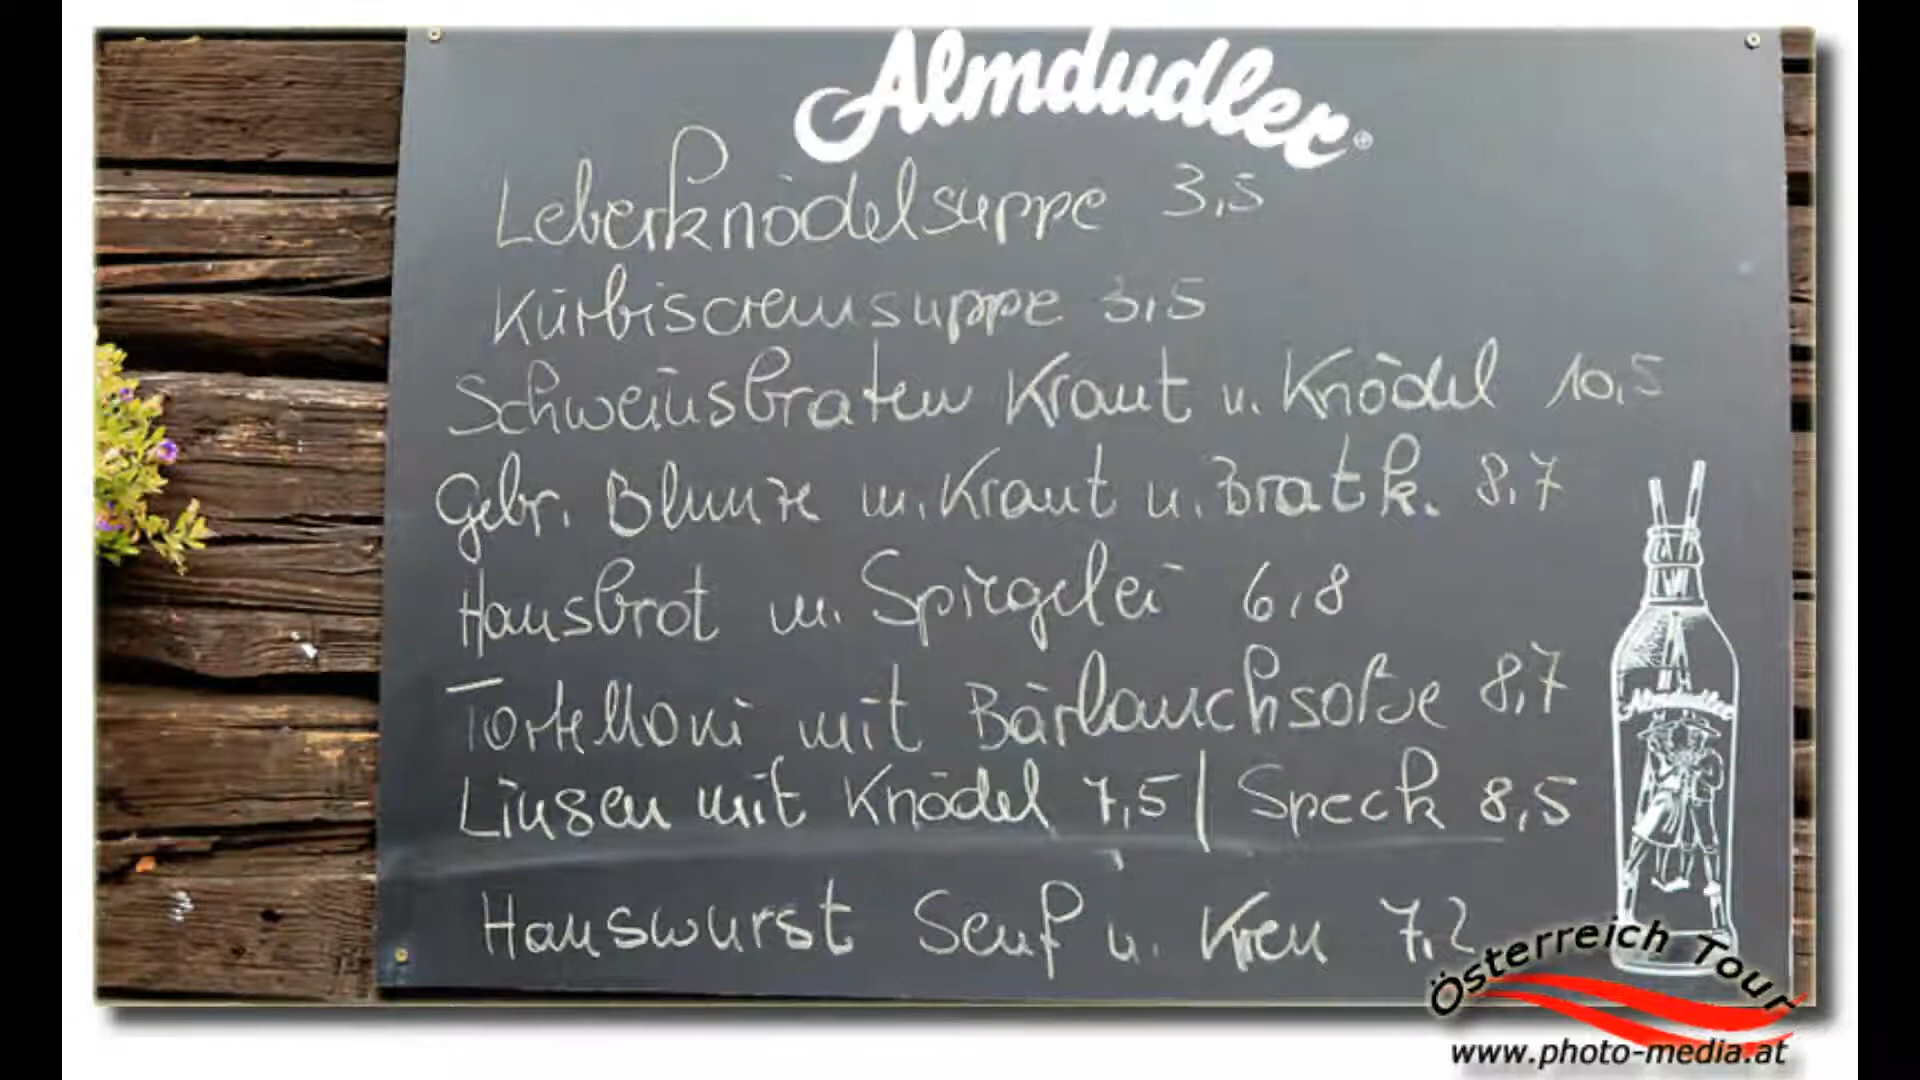 Almdudler®
Leberknödelsuppe 3,5
Kürbiscremsuppe 3,5
Schweinsbraten Kraut u. Knödel 10,5
Gebr. Blunze m. Kraut u. Bratk. 8,7
Hausbrot m. Spiegelei 6,8
Tortelloni mit Bärlauchsoße 8,7
Linsen mit Knödel 7,5 | Speck 8,5
Hauswurst Senf u. Kren 7,2
Almdudler
Österreich Tour
www.photo-media.at